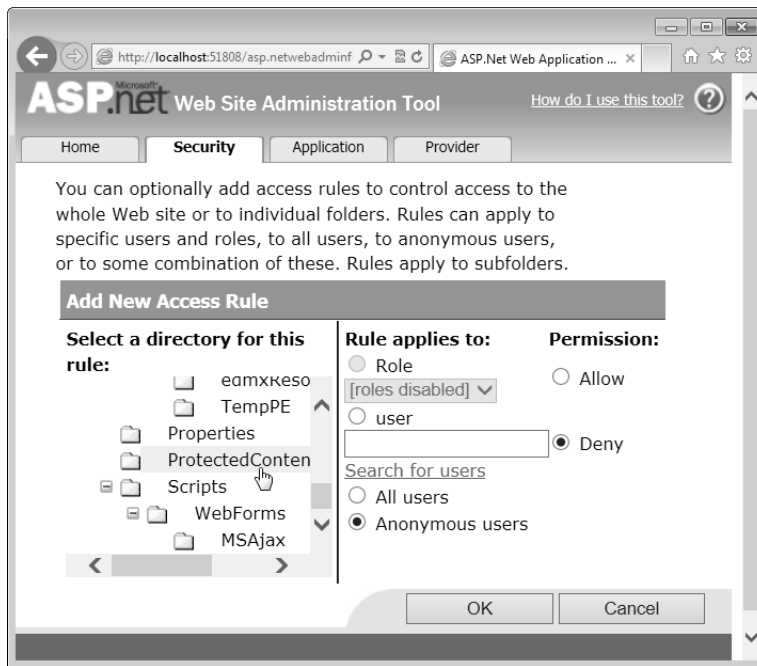 http://localhost:51808/asp.netwebadminf
ASP.Net Web Application ...
Microsoft
ASP.net Web Site Administration Tool
How do I use this tool? ?
Home Security Application Provider
You can optionally add access rules to control access to the
whole Web site or to individual folders. Rules can apply to
specific users and roles, to all users, to anonymous users,
or to some combination of these. Rules apply to subfolders.
Add New Access Rule
Select a directory for this
rule:
edmxReso
TempPE
Properties
ProtectedConten
Scripts
WebForms
MSAjax
Rule applies to:
Role
[roles disabled]
user
Search for users
All users
Anonymous users
Permission:
Allow
Deny
OK Cancel